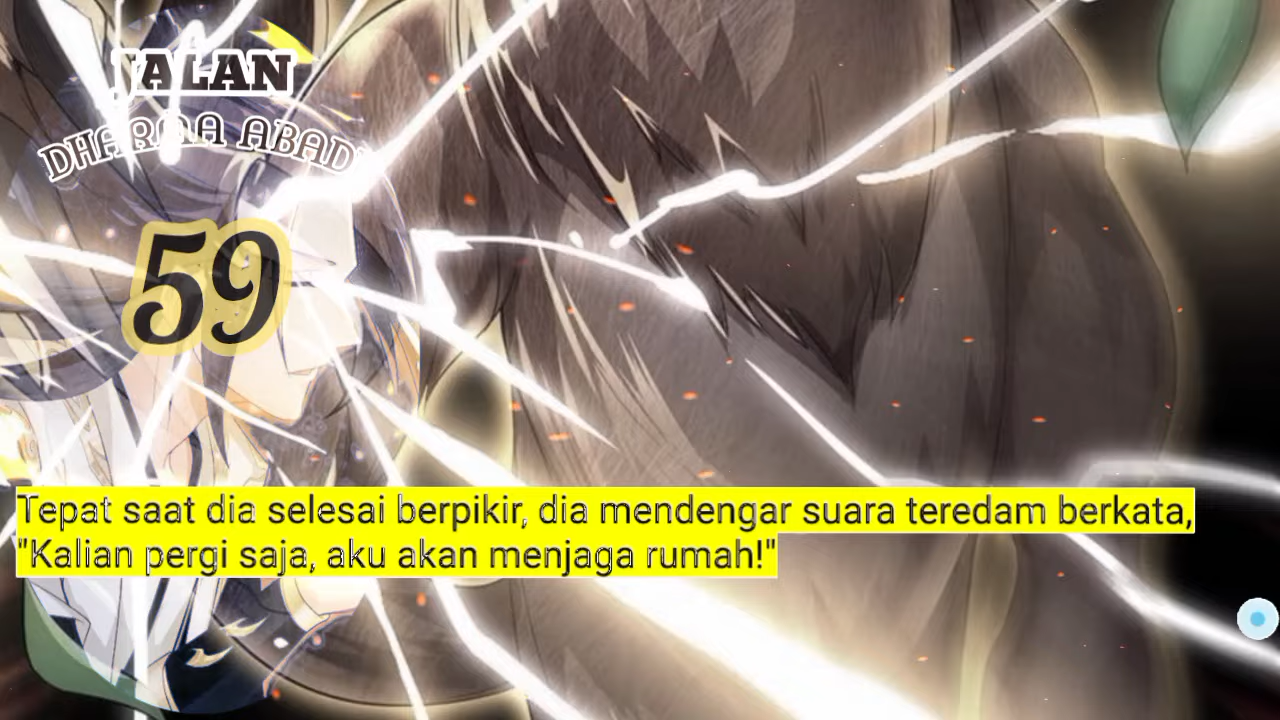 JALAN
DHARMA ABADI
59
Tepat saat dia selesai berpikir, dia mendengar suara teredam berkata,
"Kalian pergi saja, aku akan menjaga rumah!"